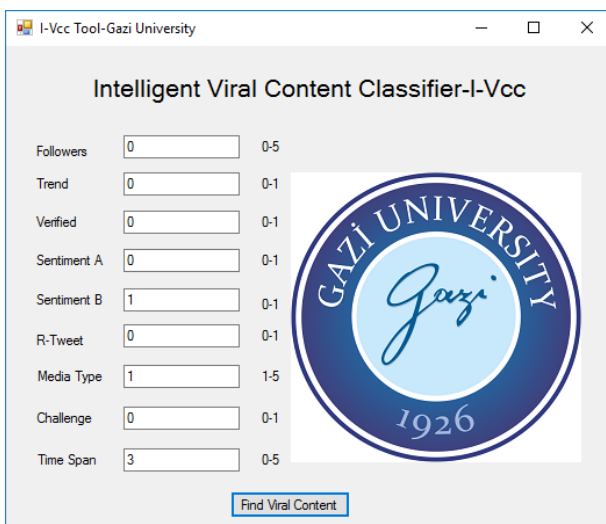 I-Vcc Tool-Gazi University
Intelligent Viral Content Classifier-I-Vcc
Followers 0 0-5
Trend 0 0-1
Verified 0 0-1
Sentiment A 0 0-1
Sentiment B 1 0-1
R-Tweet 0 0-1
Media Type 1 1-5
Challenge 0 0-1
Time Span 3 0-5
GAZİ UNIVERSITY
Gazi
1926
Find Viral Content